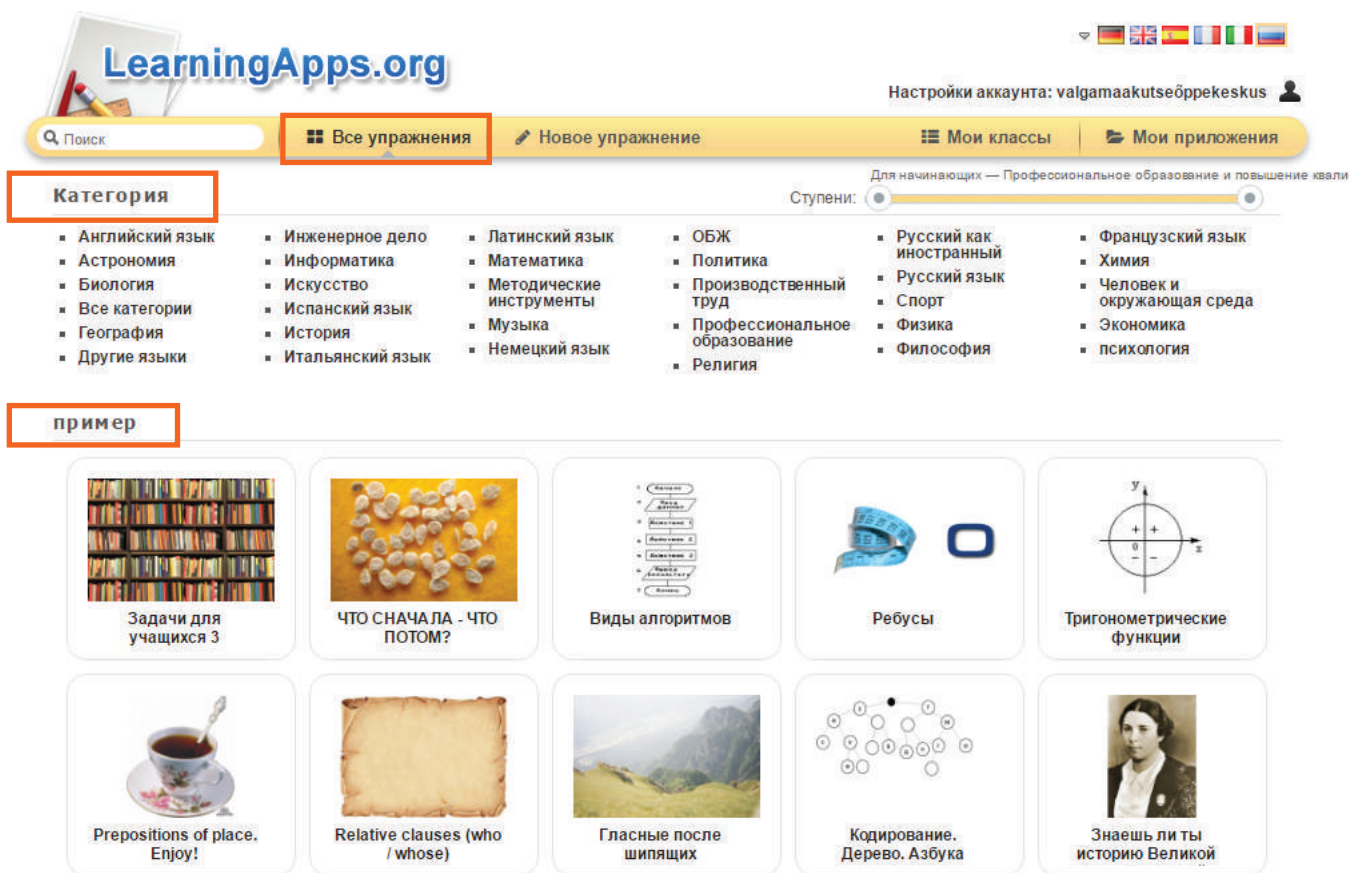 LearningApps.org
Настройки аккаунта: valgamaakutseõppekeskus
Поиск
Все упражнения
Новое упражнение
Мои классы
Мои приложения
Для начинающих — Профессиональное образование и повышение квали
Категория
Ступени:
Английский язык
Астрономия
Биология
Все категории
География
Другие языки
Инженерное дело
Информатика
Искусство
Испанский язык
История
Итальянский язык
Латинский язык
Математика
Методические
инструменты
Музыка
Немецкий язык
ОБЖ
Политика
Производственный
труд
Профессиональное
образование
Религия
Русский как
иностранный
Русский язык
Спорт
Физика
Философия
Французский язык
Химия
Человек и
окружающая среда
Экономика
психология
пример
Задачи для
учащихся 3
ЧТО СНАЧАЛА - ЧТО
ПОТОМ?
Виды алгоритмов
Ребусы
y
+ +
0 x
- -
Тригонометрические
функции
Prepositions of place.
Enjoy!
Relative clauses (who
/ whose)
Гласные после
шипящих
Кодирование.
Дерево. Азбука
Знаешь ли ты
историю Великой